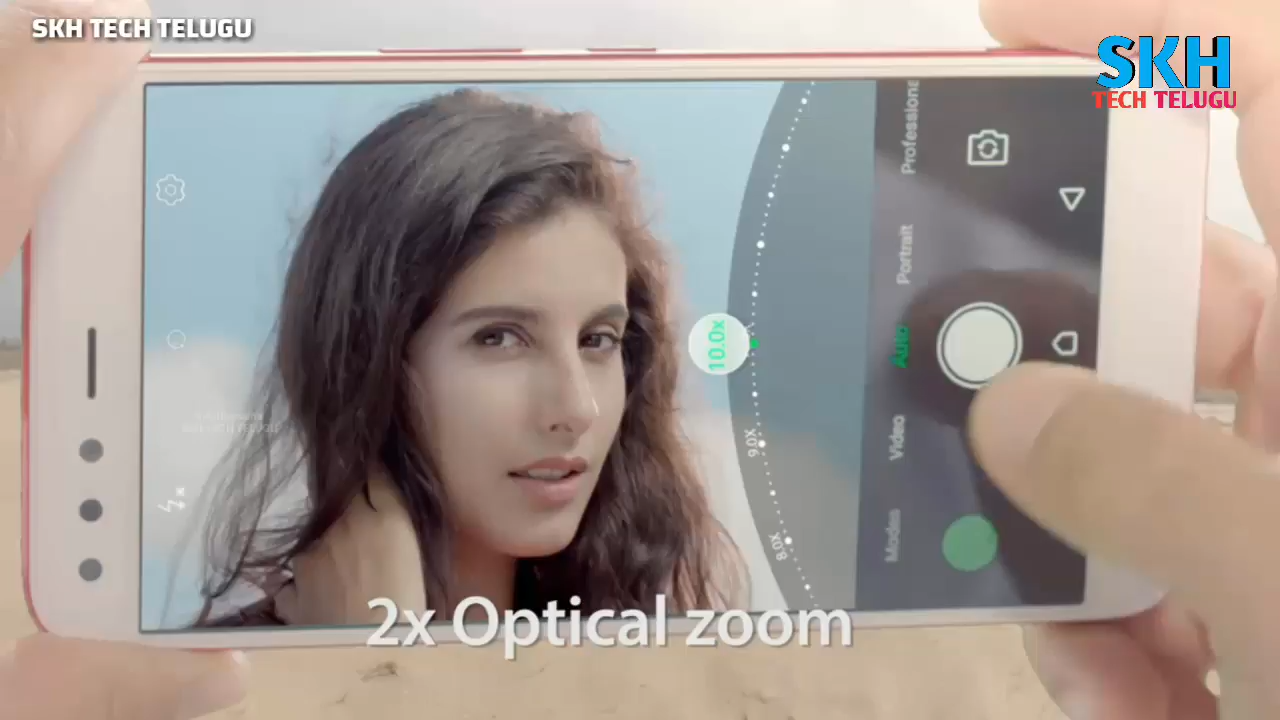 SKH TECH TELUGU
SKH
TECH TELUGU
Professional
Portrait
Auto
Video
Modes
10.0x
9.0X
8.0X
2x Optical zoom